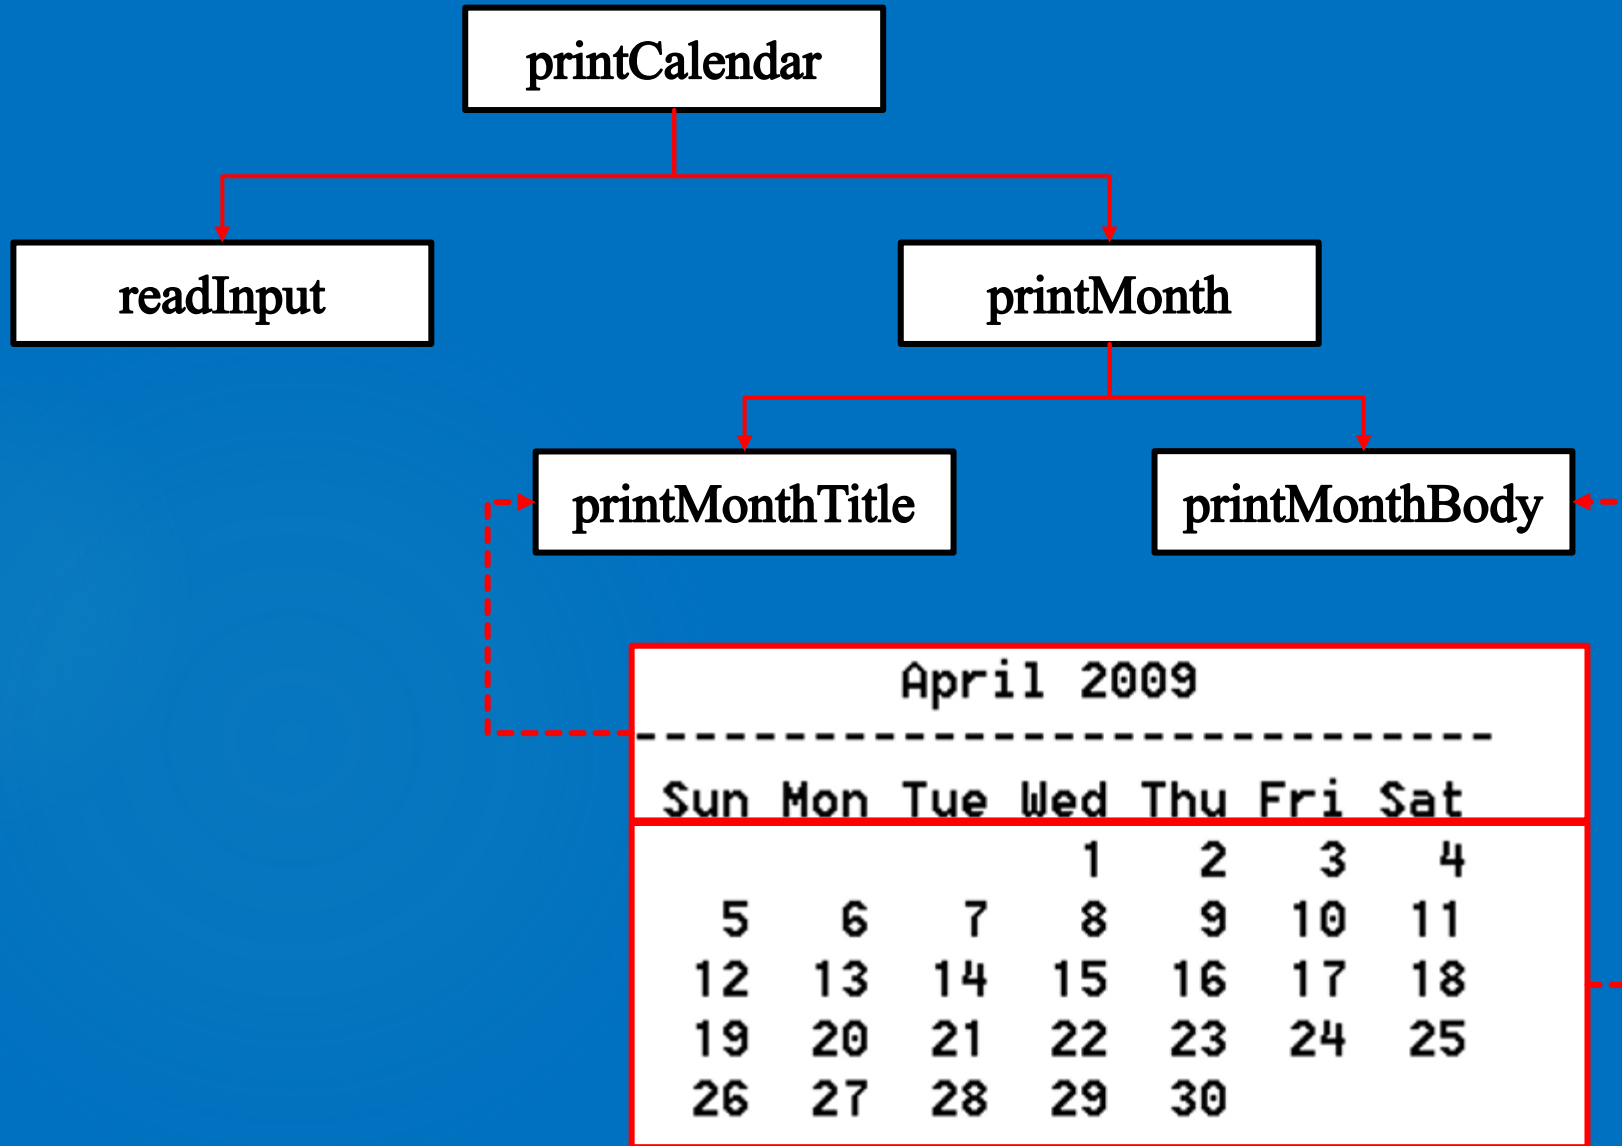 printCalendar
readInput printMonth
printMonthTitle printMonthBody
April 2009
-----------------------------
Sun Mon Tue Wed Thu Fri Sat
1 2 3 4
5 6 7 8 9 10 11
12 13 14 15 16 17 18
19 20 21 22 23 24 25
26 27 28 29 30